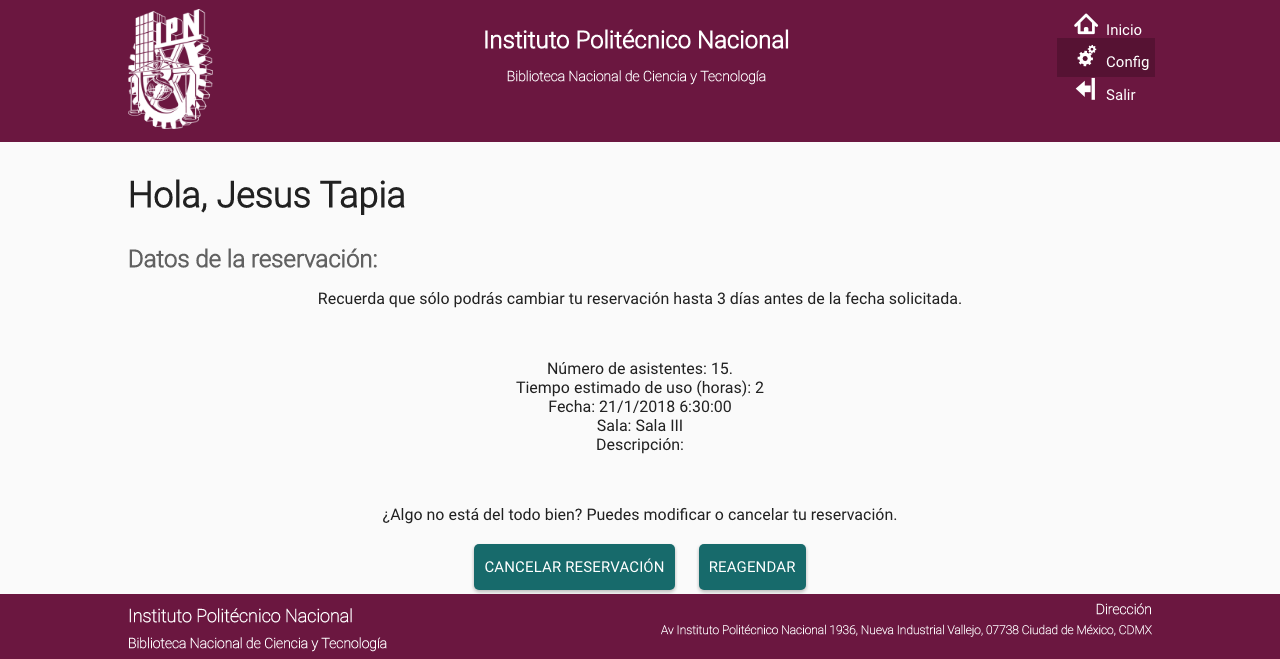 IPN
Instituto Politécnico Nacional
Biblioteca Nacional de Ciencia y Tecnología
Inicio
Config
Salir
Hola, Jesus Tapia
Datos de la reservación:
Recuerda que sólo podrás cambiar tu reservación hasta 3 días antes de la fecha solicitada.
Número de asistentes: 15.
Tiempo estimado de uso (horas): 2
Fecha: 21/1/2018 6:30:00
Sala: Sala III
Descripción:
¿Algo no está del todo bien? Puedes modificar o cancelar tu reservación.
CANCELAR RESERVACIÓN
REAGENDAR
Instituto Politécnico Nacional
Biblioteca Nacional de Ciencia y Tecnología
Dirección
Av Instituto Politécnico Nacional 1936, Nueva Industrial Vallejo, 07738 Ciudad de México, CDMX